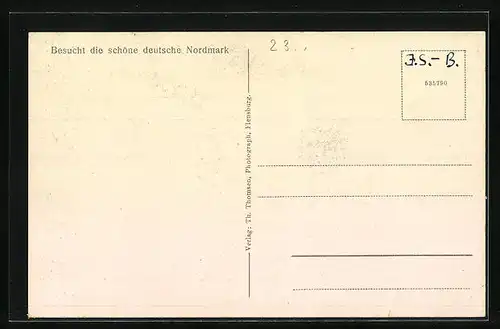 Besucht die schöne deutsche Nordmark
23..
J.S.- B.
535790
Verlag: Th. Thomsen, Photograph, Flensburg.